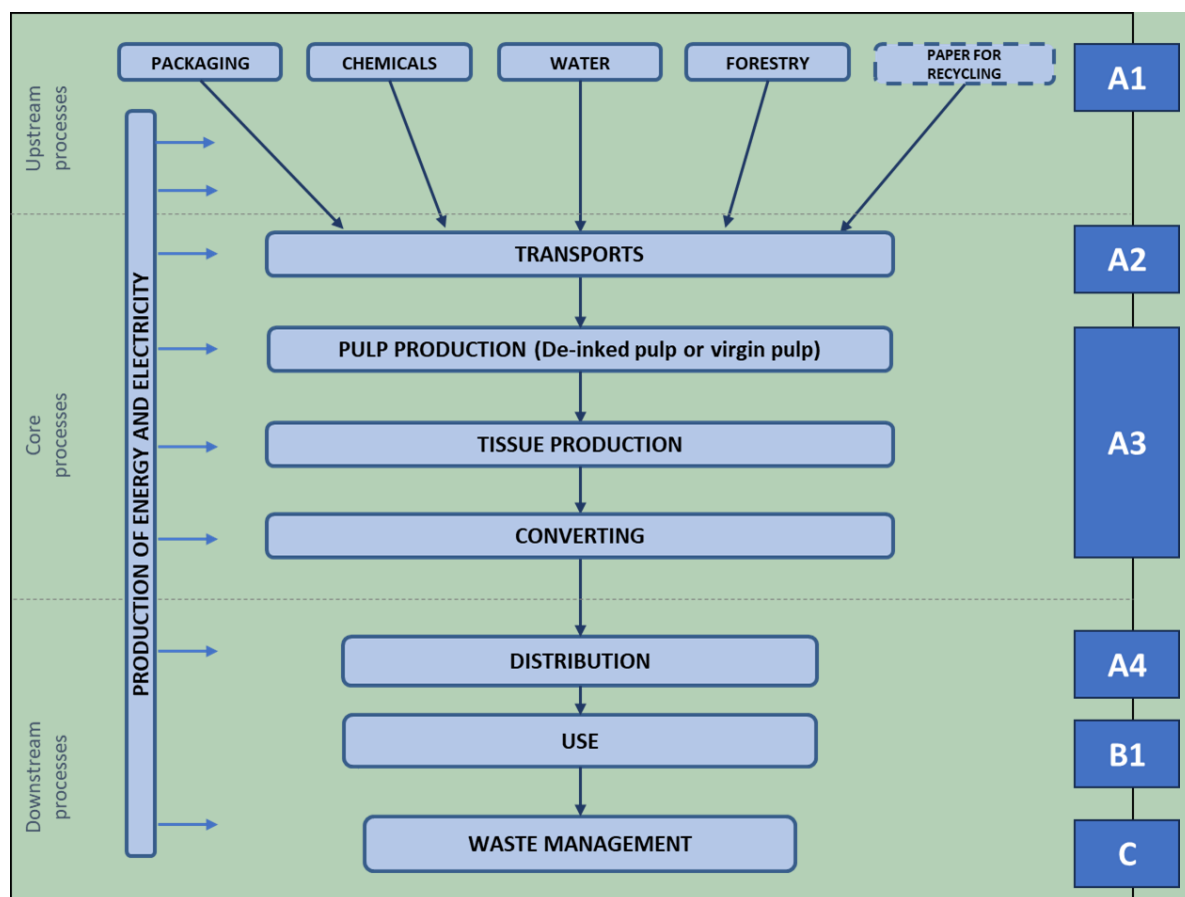 PACKAGING
CHEMICALS
WATER
FORESTRY
PAPER FOR
RECYCLING
A1
Upstream
processes
PRODUCTION OF ENERGY AND ELECTRICITY
TRANSPORTS
A2
PULP PRODUCTION (De-inked pulp or virgin pulp)
Core
processes
TISSUE PRODUCTION
A3
CONVERTING
DISTRIBUTION
A4
Downstream
processes
USE
B1
WASTE MANAGEMENT
C